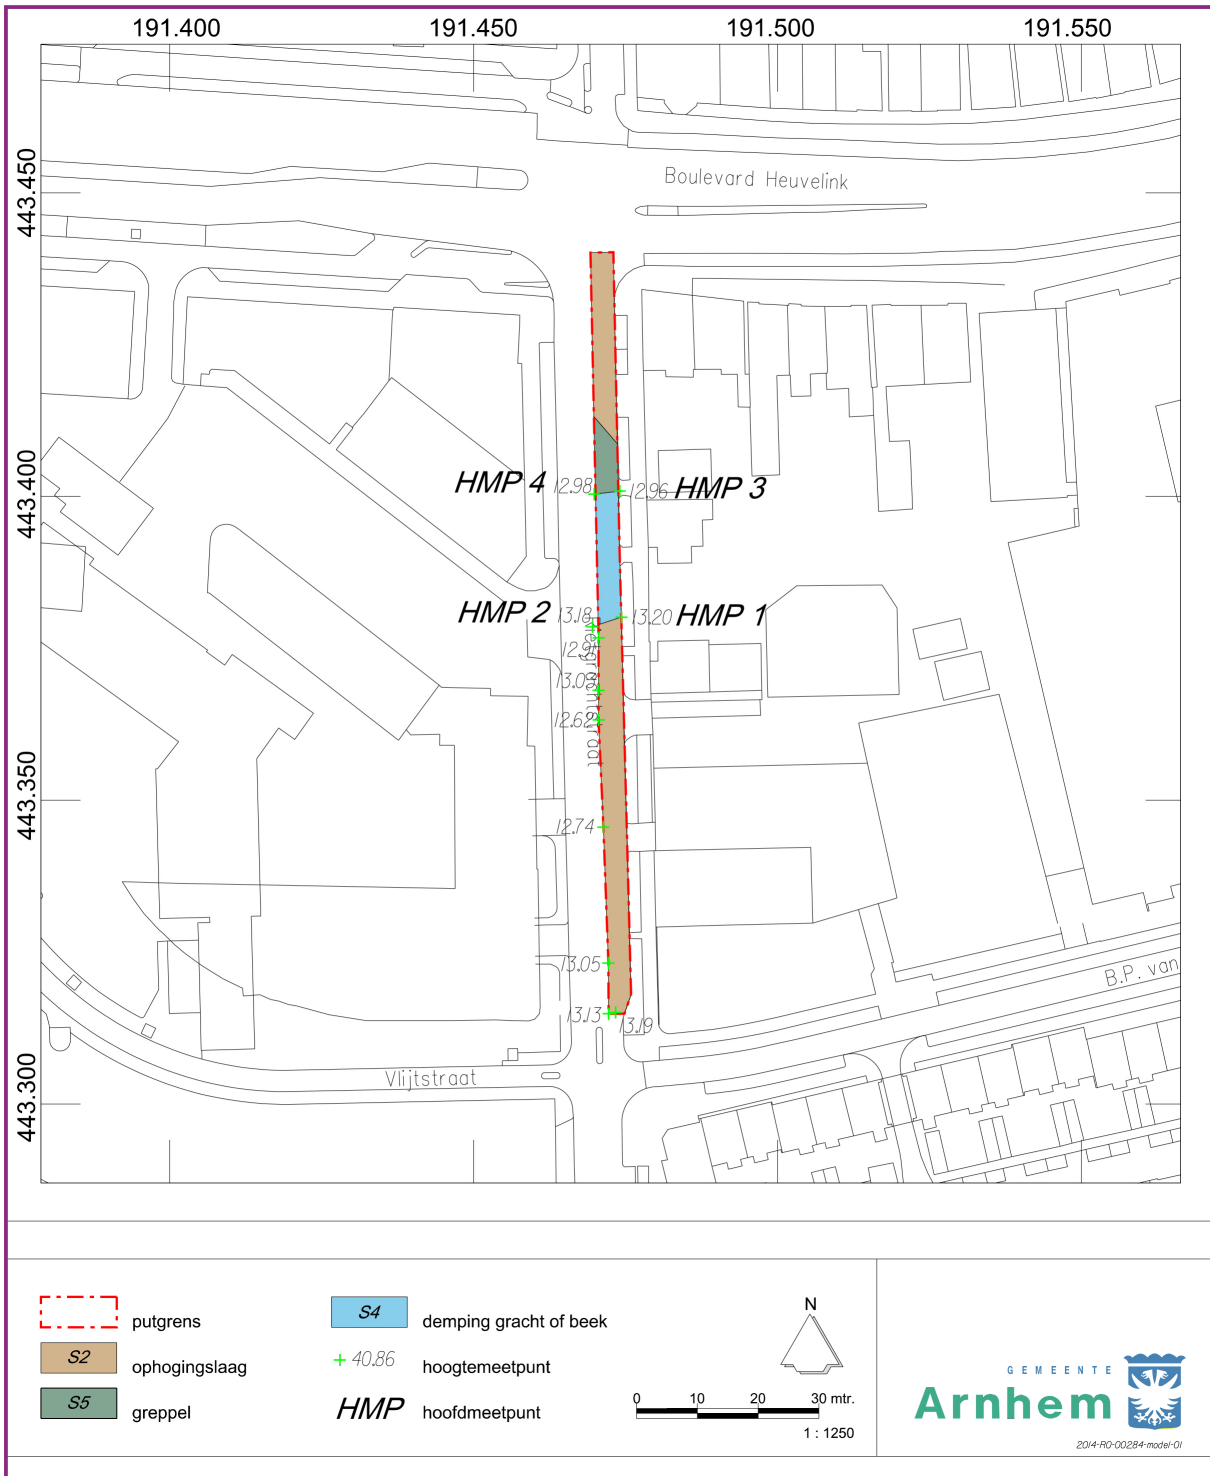 191.400 191.450 191.500 191.550
443.450
443.400
443.350
443.300
Boulevard Heuvelink
HMP 4 12.98 12.96 HMP 3
HMP 2 13.18 13.20 HMP 1
12.91
12.62
12.74
13.05
13.13 13.19
B.P. van
Vlijtstraat
putgrens
S2 ophogingslaag
S5 greppel
S4 demping gracht of beek
40.86 hoogtemeetpunt
HMP hoofdmeetpunt
N
0 10 20 30 mtr.
1 : 1250
GEMEENTE
Arnhem
2014-RO-00284-model-01